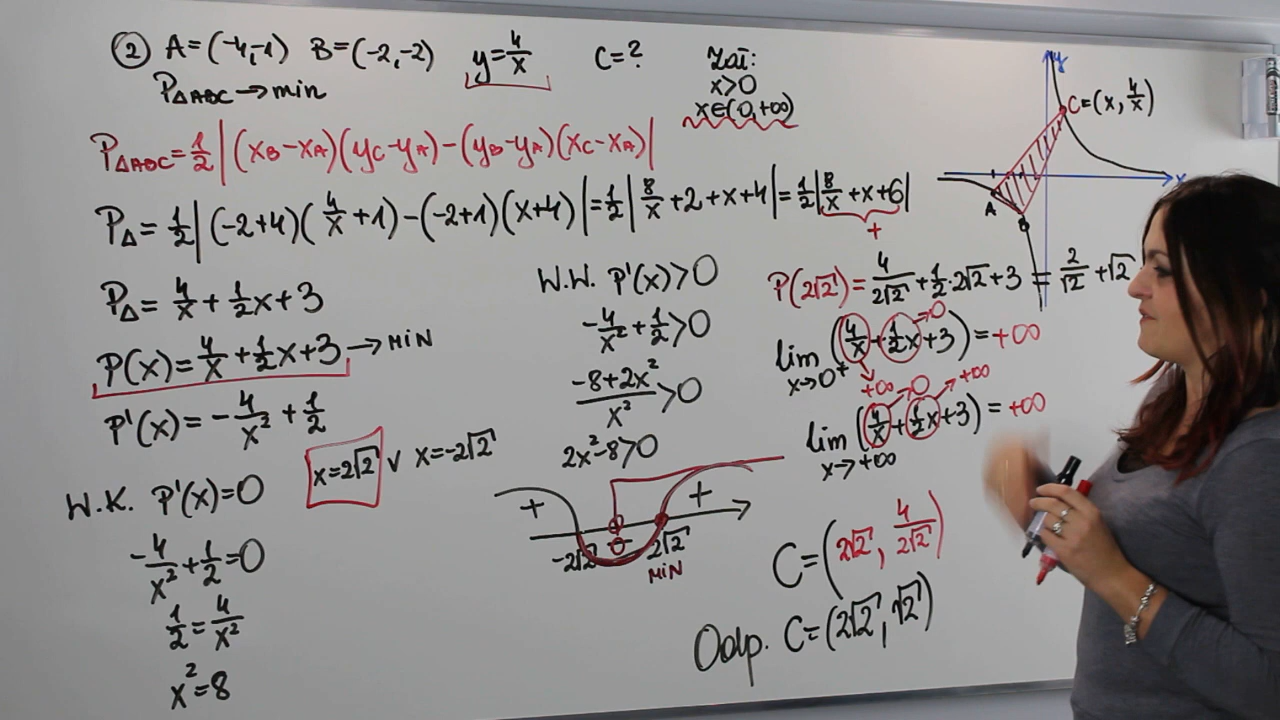 ② A=(-4,-1) B=(-2,-2) y=4/x C=? Zał:
P△ABC→min x>0
x∈(0,+∞)
P△ABC=1/2|(xB-xA)(yC-yA)-(yB-yA)(xC-xA)|
P△=1/2|(-2+4)(4/x+1)-(-2+1)(x+4)|=1/2|8/x+2+x+4|=1/2|8/x+x+6|
+
P△=4/x+1/2x+3
P(x)=4/x+1/2x+3→MIN
P'(x)=-4/x²+1/2
W.K. P'(x)=0
-4/x²+1/2=0
1/2=4/x²
x²=8
x=2√2 ∨ x=-2√2
W.W. P'(x)>0
-4/x²+1/2>0
-8+2x²/x²>0
2x²-8>0
+ - +
-2√2 0 2√2
MIN
y
C=(x,4/x)
x
A
B
P(2√2)=4/2√2+1/2·2√2+3=2/√2+√2
lim x→0+ (4/x+1/2x+3)=+∞
→0
+∞
→0 →+∞
lim x→+∞ (4/x+1/2x+3)=+∞
C=(2√2,4/2√2)
Odp. C=(2√2,√2)